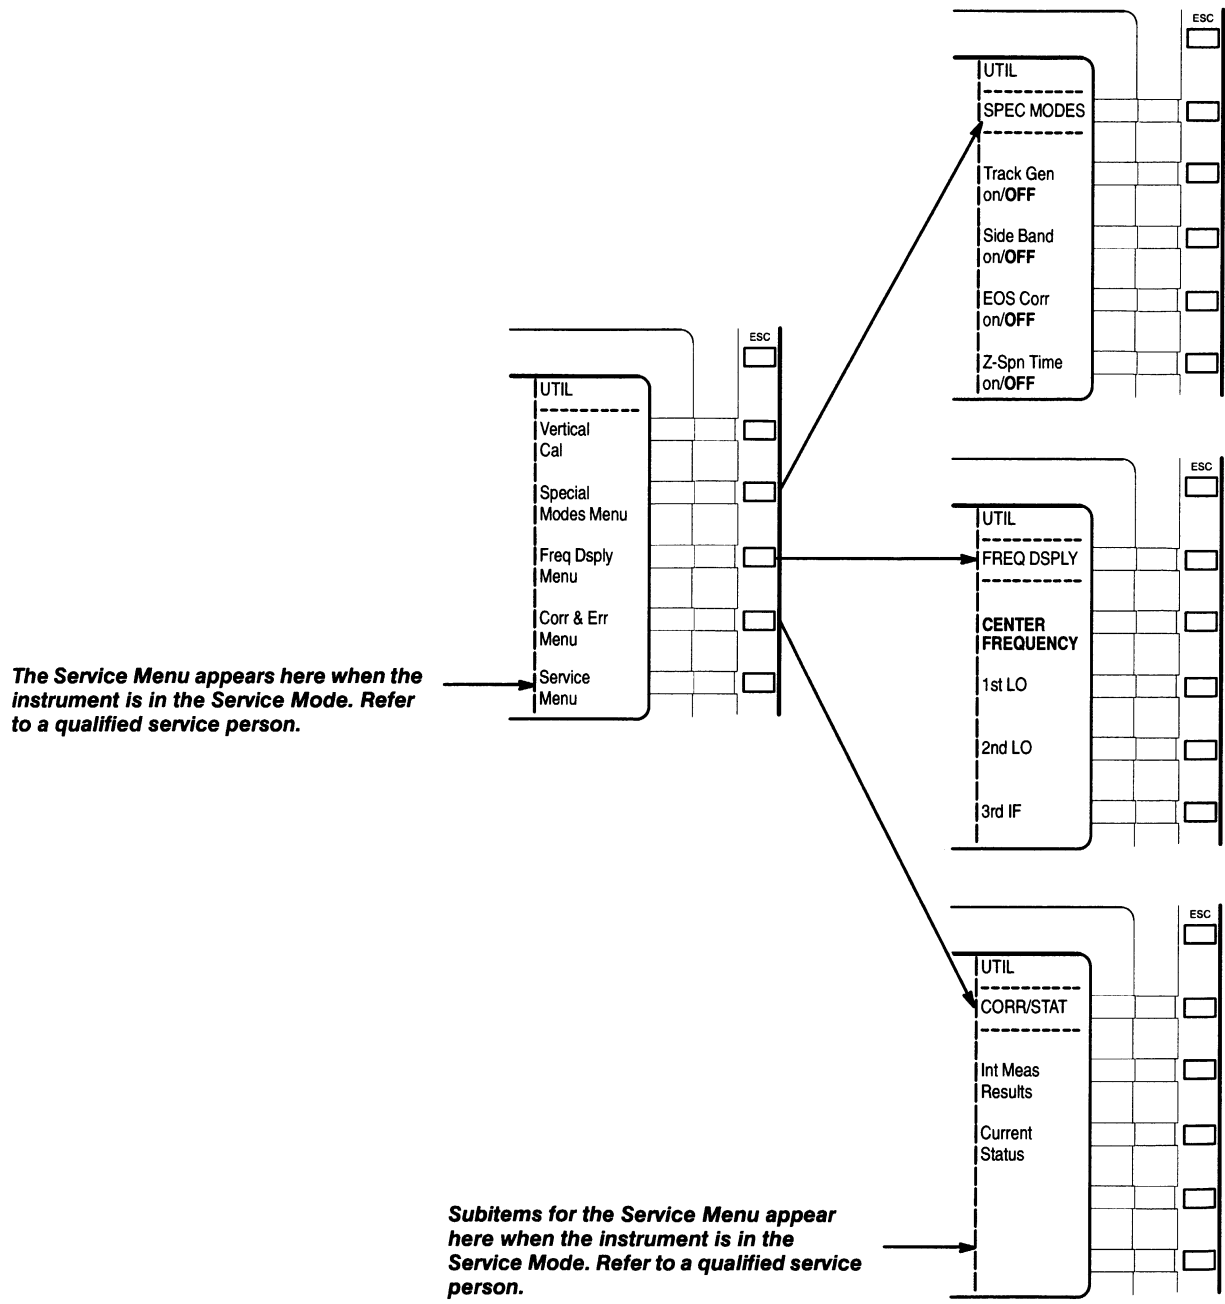 ESC
UTIL
SPEC MODES
Track Gen
on/OFF
Side Band
on/OFF
EOS Corr
on/OFF
Z-Spn Time
on/OFF
ESC
UTIL
Vertical
Cal
Special
Modes Menu
Freq Dsply
Menu
Corr & Err
Menu
Service
Menu
The Service Menu appears here when the
instrument is in the Service Mode. Refer
to a qualified service person.
ESC
UTIL
FREQ DSPLY
CENTER
FREQUENCY
1st LO
2nd LO
3rd IF
ESC
UTIL
CORR/STAT
Int Meas
Results
Current
Status
Subitems for the Service Menu appear
here when the instrument is in the
Service Mode. Refer to a qualified service
person.